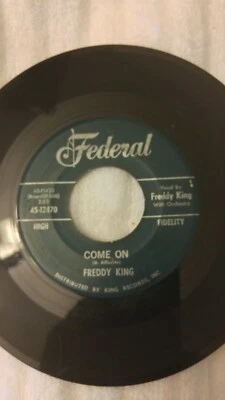 Federal
45-12470
Vocal by
Freddy King
With Orchestra
HIGH
FIDELITY
COME ON
FREDDY KING
DISTRIBUTED BY KING RECORDS, INC.